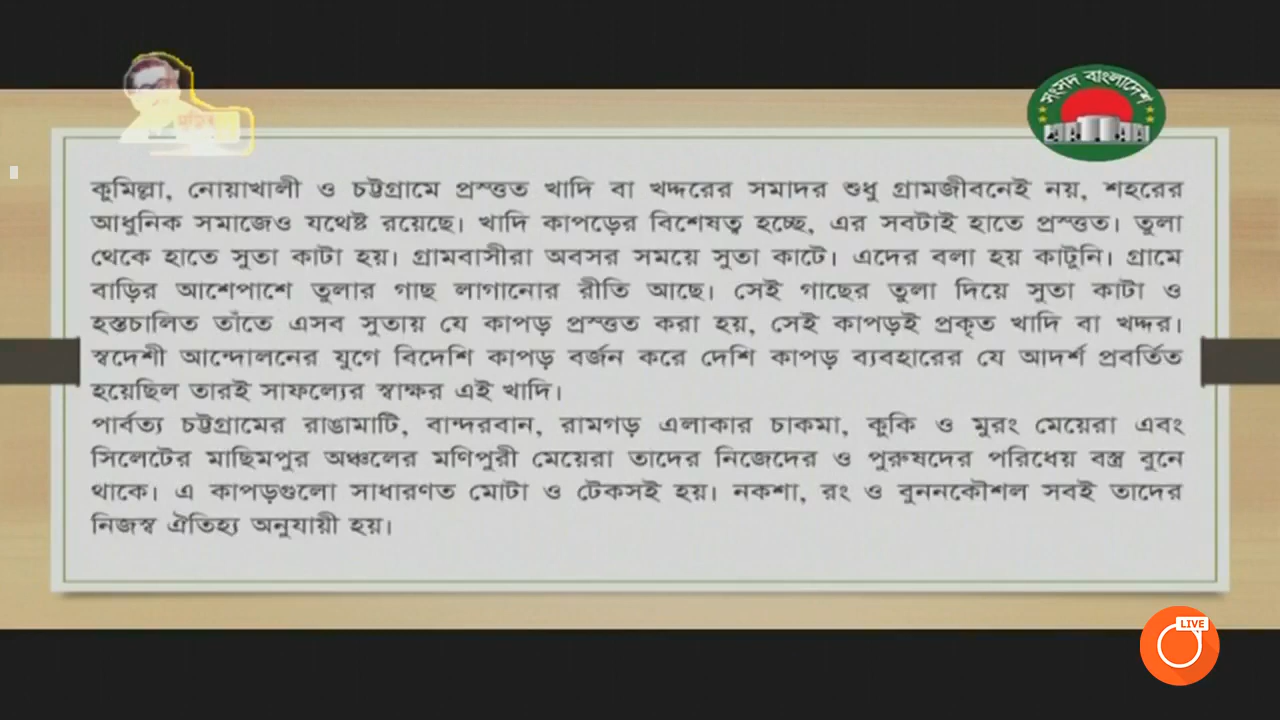 সংসদ বাংলাদেশ
কুমিল্লা, নোয়াখালী ও চট্টগ্রামে প্রস্তুত খাদি বা খদ্দরের সমাদর শুধু গ্রামজীবনেই নয়, শহরের
আধুনিক সমাজেও যথেষ্ট রয়েছে। খাদি কাপড়ের বিশেষত্ব হচ্ছে, এর সবটাই হাতে প্রস্তুত। তুলা
থেকে হাতে সুতা কাটা হয়। গ্রামবাসীরা অবসর সময়ে সুতা কাটে। এদের বলা হয় কাটুনি। গ্রামে
বাড়ির আশেপাশে তুলার গাছ লাগানোর রীতি আছে। সেই গাছের তুলা দিয়ে সুতা কাটা ও
হস্তচালিত তাঁতে এসব সুতায় যে কাপড় প্রস্তুত করা হয়, সেই কাপড়ই প্রকৃত খাদি বা খদ্দর।
স্বদেশী আন্দোলনের যুগে বিদেশি কাপড় বর্জন করে দেশি কাপড় ব্যবহারের যে আদর্শ প্রবর্তিত
হয়েছিল তারই সাফল্যের স্বাক্ষর এই খাদি।
পার্বত্য চট্টগ্রামের রাঙামাটি, বান্দরবান, রামগড় এলাকার চাকমা, কুকি ও মুরং মেয়েরা এবং
সিলেটের মাছিমপুর অঞ্চলের মণিপুরী মেয়েরা তাদের নিজেদের ও পুরুষদের পরিধেয় বস্ত্র বুনে
থাকে। এ কাপড়গুলো সাধারণত মোটা ও টেকসই হয়। নকশা, রং ও বুননকৌশল সবই তাদের
নিজস্ব ঐতিহ্য অনুযায়ী হয়।
LIVE